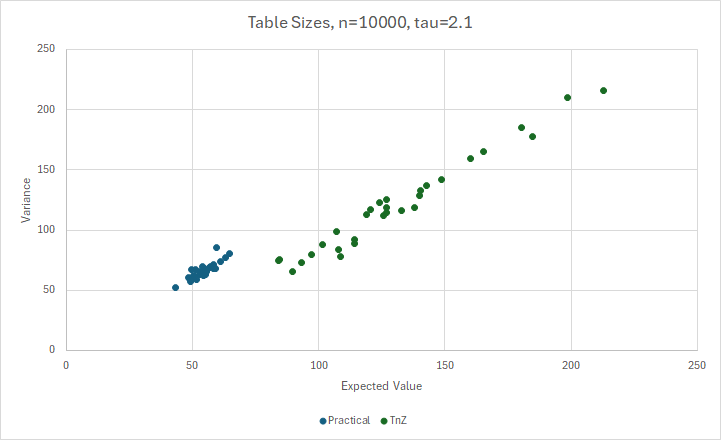 Table Sizes, n=10000, tau=2.1
250
200
150
100
50
0
Variance
0 50 100 150 200 250
Expected Value
Practical TnZ